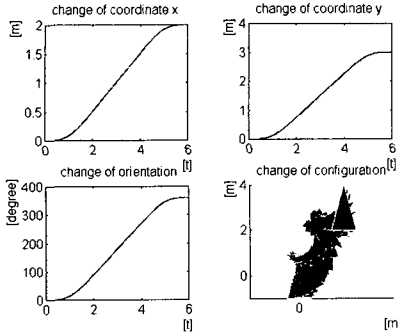 change of coordinate x
[m]
2
1.5
1
0.5
0
0 2 4 6
[t]
change of coordinate y
[m]
4
3
2
1
0
0 2 4 6
[t]
change of orientation
[degree]
400
300
200
100
0
0 2 4 6
[t]
change of configuration
[m]
4
2
0
0
[m